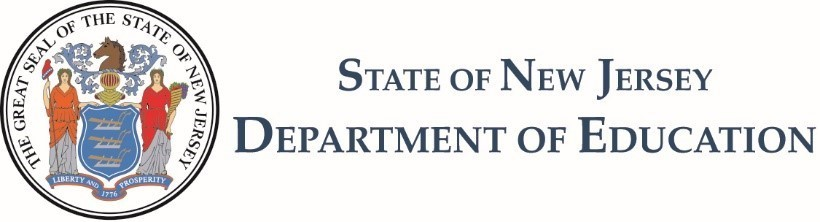 THE GREAT SEAL OF THE STATE OF NEW JERSEY
LIBERTY AND PROSPERITY
1776
STATE OF NEW JERSEY
DEPARTMENT OF EDUCATION